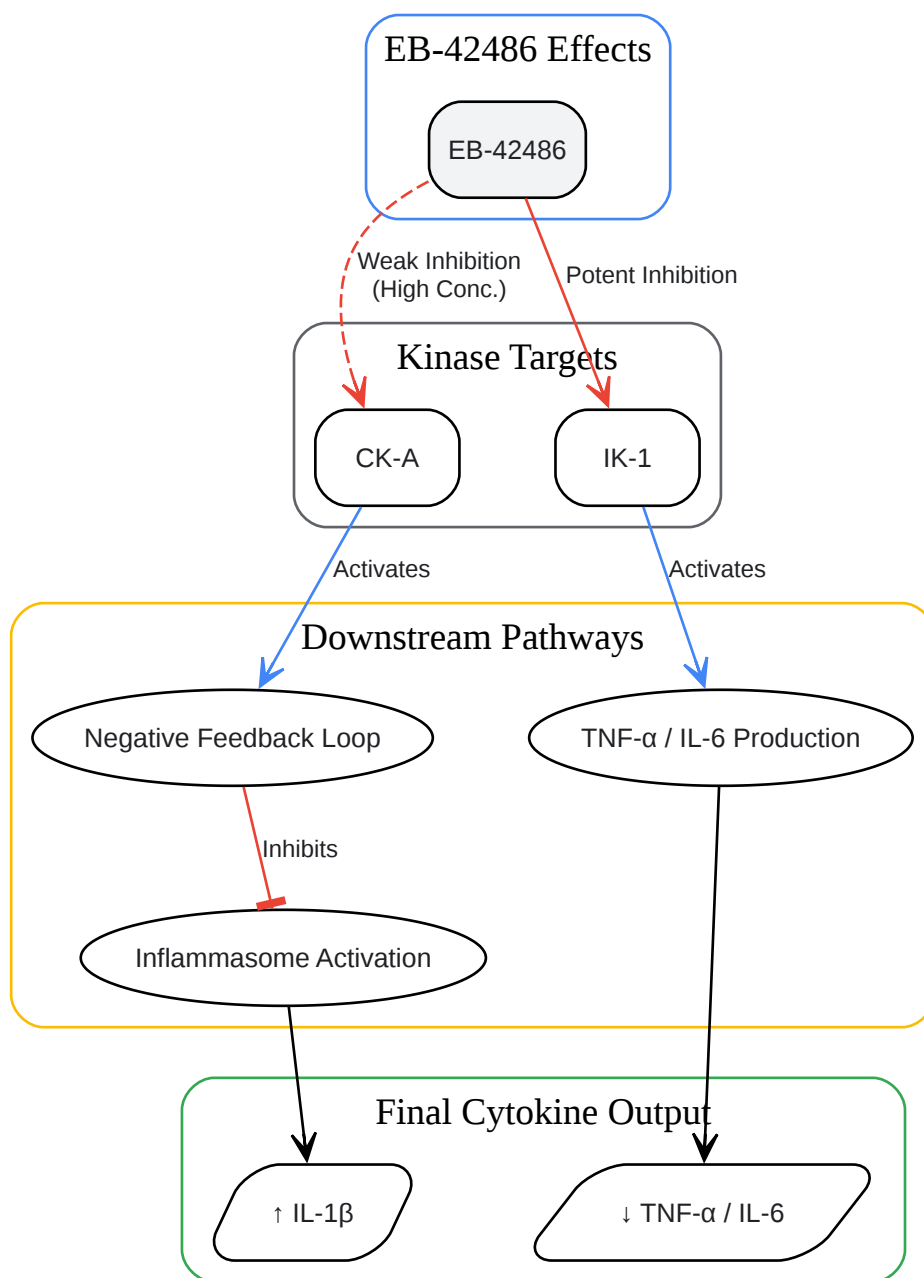 EB-42486 Effects
EB-42486
Weak Inhibition
(High Conc.)
Potent Inhibition
Kinase Targets
CK-A
IK-1
Activates
Activates
Downstream Pathways
Negative Feedback Loop
TNF-α / IL-6 Production
Inhibits
Inflammasome Activation
Final Cytokine Output
↑ IL-1β
↓ TNF-α / IL-6